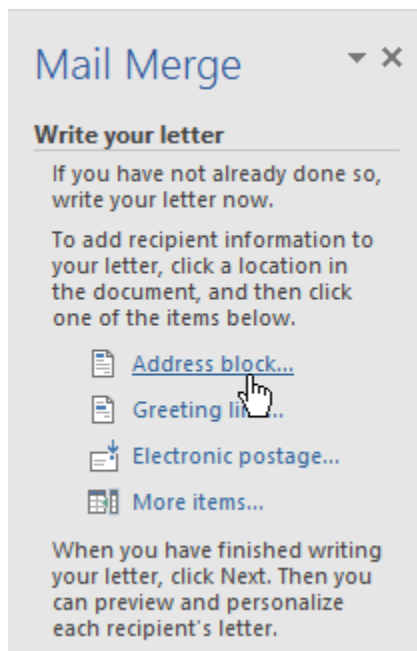 Mail Merge
Write your letter
If you have not already done so,
write your letter now.
To add recipient information to
your letter, click a location in
the document, and then click
one of the items below.
Address block...
Greeting li...
Electronic postage...
More items...
When you have finished writing
your letter, click Next. Then you
can preview and personalize
each recipient's letter.